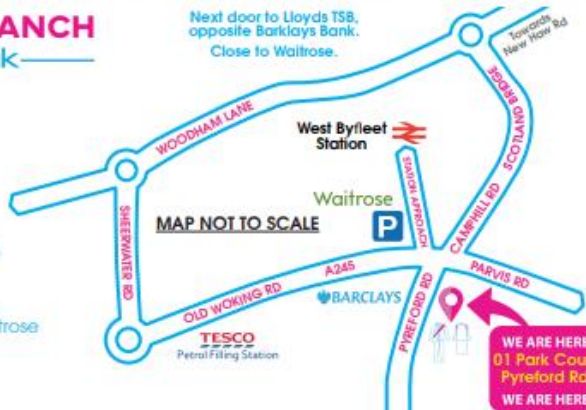 ANCH
k
Next door to Lloyds TSB,
opposite Barklays Bank.
Close to Waitrose.
Towards
New Haw Rd
WOODHAM LANE
SCOTLAND BRIDGE
West Byfleet
Station
STATION APPROACH
CAMPHILL RD
Waitrose
P
MAP NOT TO SCALE
SHEERWATER RD
A245
PARVIS RD
OLD WOKING RD
BARCLAYS
PYREFORD RD
trose
TESCO
Petrol Filling Station
WE ARE HERE
01 Park Cou
Pyreford Rd
WE ARE HERE